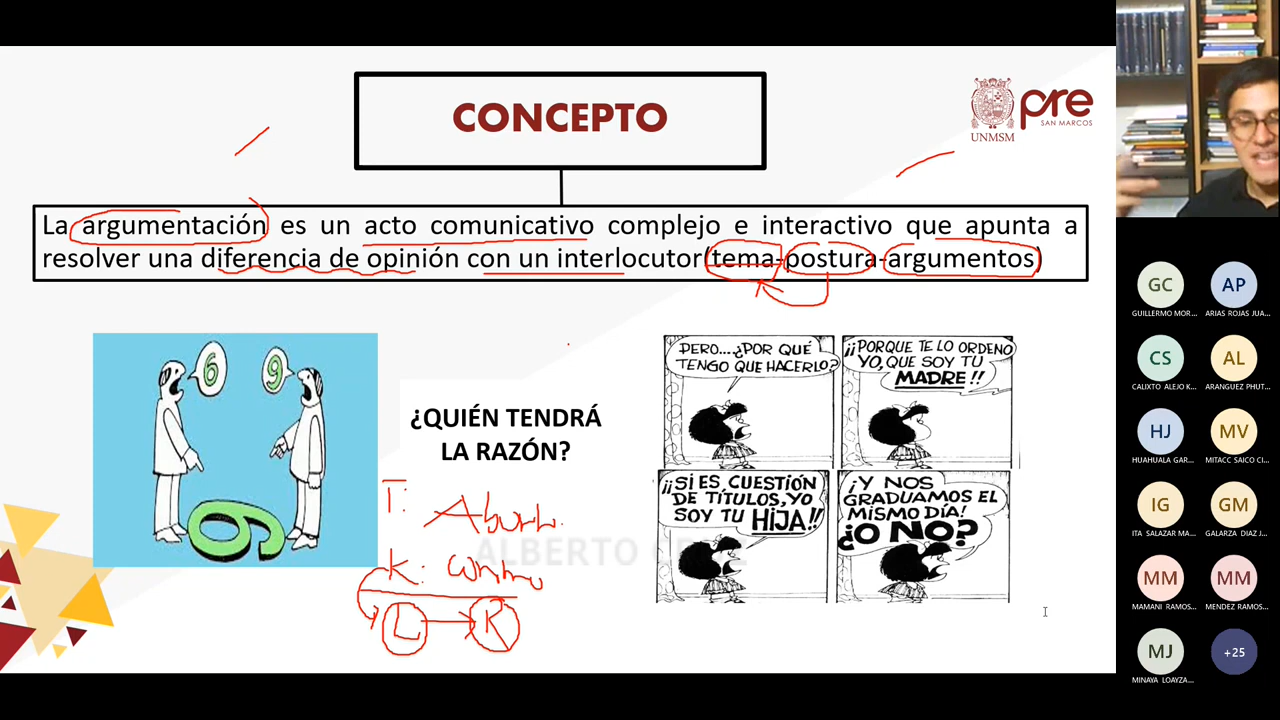 CONCEPTO
UNMSM
pre
SAN MARCOS
La argumentación es un acto comunicativo complejo e interactivo que apunta a
resolver una diferencia de opinión con un interlocutor (tema-postura-argumentos)
6
9
¿QUIÉN TENDRÁ
LA RAZÓN?
PERO...¿POR QUÉ
TENGO QUE HACERLO?
¡¡PORQUE TE LO ORDENO
YO, QUE SOY TU
MADRE!!
¡¡SI ES CUESTIÓN
DE TÍTULOS, YO
SOY TU HIJA!!
¡Y NOS
GRADUAMOS EL
MISMO DÍA!
¿O NO?
T:
K:
L
K
GC
GUILLERMO MOR...
AP
ARIAS ROJAS JUA...
CS
CALIXTO ALEJO K...
AL
ARANGUEZ PHUT...
HJ
HUAHUALA GAR...
MV
MITACC SAICO CI...
IG
ITA SALAZAR MA...
GM
GALARZA DIAZ J...
MM
MAMANI RAMOS...
MM
MENDEZ RAMOS...
MJ
MINAYA LOAYZA...
+25